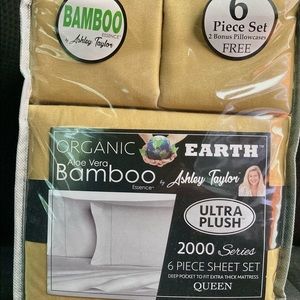 BAMBOO
ESSENCE
by Ashley Taylor
6
Piece Set
2 Bonus Pillowcases
FREE
ORGANIC EARTH
Aloe Vera
Bamboo
Essence
by Ashley Taylor
ULTRA
PLUSH
2000 Series
6 PIECE SHEET SET
DEEP POCKET TO FIT EXTRA THICK MATTRESS
QUEEN